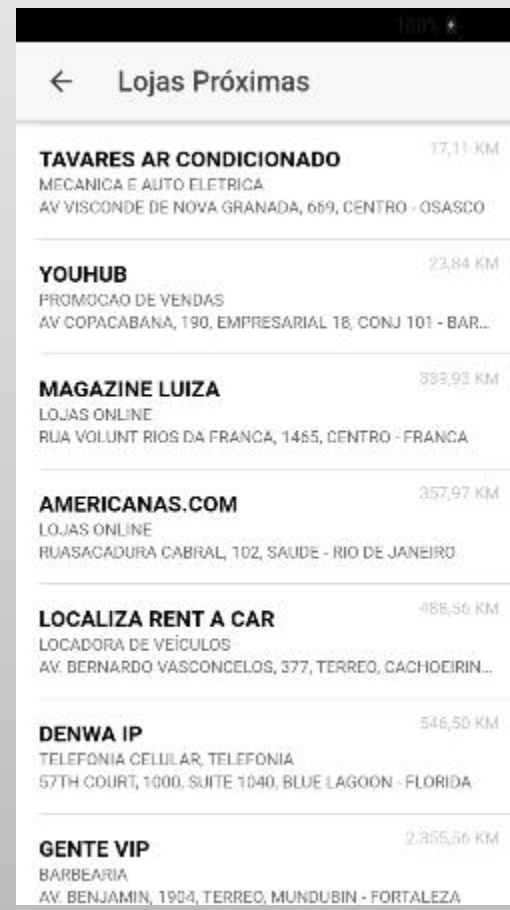 100%
Lojas Próximas
17,11 KM
TAVARES AR CONDICIONADO
MECANICA E AUTO ELETRICA
AV VISCONDE DE NOVA GRANADA, 669, CENTRO - OSASCO
23,84 KM
YOUHUB
PROMOCAO DE VENDAS
AV COPACABANA, 190, EMPRESARIAL 18, CONJ 101 - BAR...
339,93 KM
MAGAZINE LUIZA
LOJAS ONLINE
RUA VOLUNT RIOS DA FRANCA, 1465, CENTRO - FRANCA
357,97 KM
AMERICANAS.COM
LOJAS ONLINE
RUASACADURA CABRAL, 102, SAUDE - RIO DE JANEIRO
488,56 KM
LOCALIZA RENT A CAR
LOCADORA DE VEÍCULOS
AV. BERNARDO VASCONCELOS, 377, TERREO, CACHOEIRIN...
546,50 KM
DENWA IP
TELEFONIA CELULAR, TELEFONIA
57TH COURT, 1000, SUITE 1040, BLUE LAGOON - FLORIDA
2.355,56 KM
GENTE VIP
BARBEARIA
AV. BENJAMIN, 1904, TERREO, MUNDUBIN - FORTALEZA